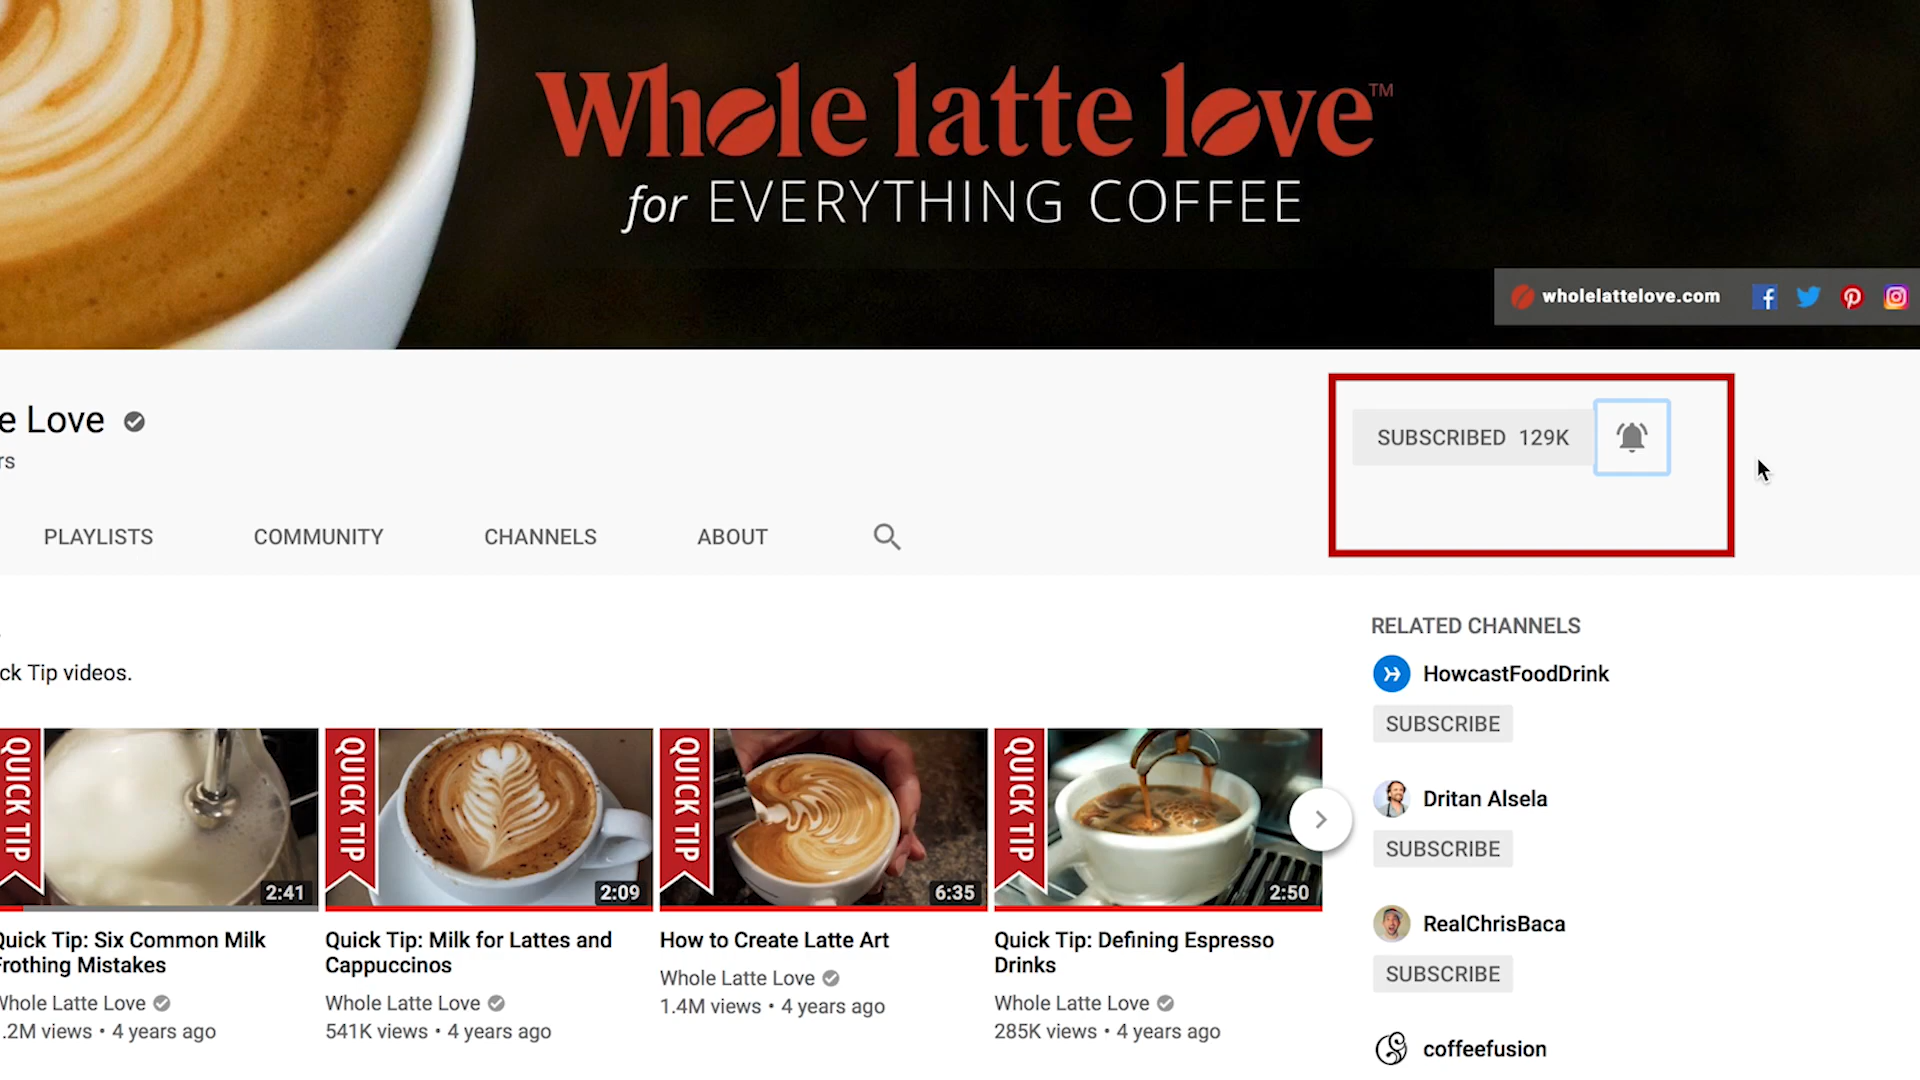 Whole latte love™
for EVERYTHING COFFEE
wholelattelove.com
e Love
rs
SUBSCRIBED 129K
PLAYLISTS COMMUNITY CHANNELS ABOUT
ck Tip videos.
RELATED CHANNELS
HowcastFoodDrink
SUBSCRIBE
Dritan Alsela
SUBSCRIBE
RealChrisBaca
SUBSCRIBE
coffeefusion
QUICK TIP
2:41
Quick Tip: Six Common Milk
Frothing Mistakes
Whole Latte Love
.2M views • 4 years ago
QUICK TIP
2:09
Quick Tip: Milk for Lattes and
Cappuccinos
Whole Latte Love
541K views • 4 years ago
QUICK TIP
6:35
How to Create Latte Art
Whole Latte Love
1.4M views • 4 years ago
QUICK TIP
2:50
Quick Tip: Defining Espresso
Drinks
Whole Latte Love
285K views • 4 years ago